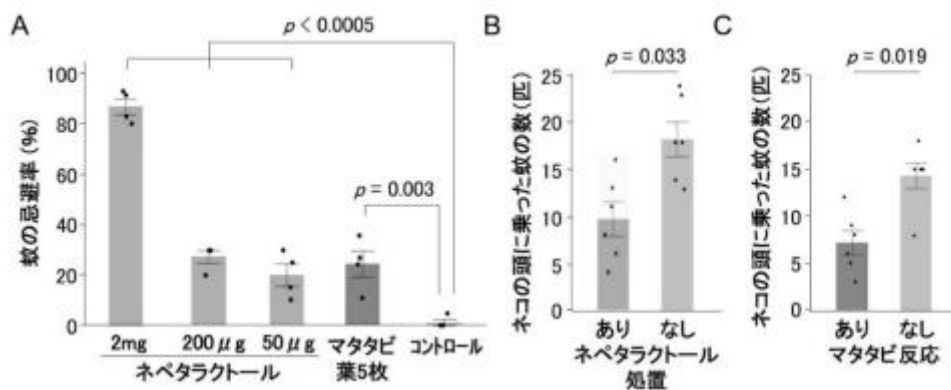 A
p < 0.0005
p = 0.003
蚊の忌避率 (%)
100
80
60
40
20
0
2mg
200μg
50μg
マタタビ
葉5枚
コントロール
ネペタラクトール
B
p = 0.033
ネコの頭に乗った蚊の数(匹)
25
20
15
10
5
0
あり
なし
ネペタラクトール
処置
C
p = 0.019
ネコの頭に乗った蚊の数(匹)
25
20
15
10
5
0
あり
なし
マタタビ反応